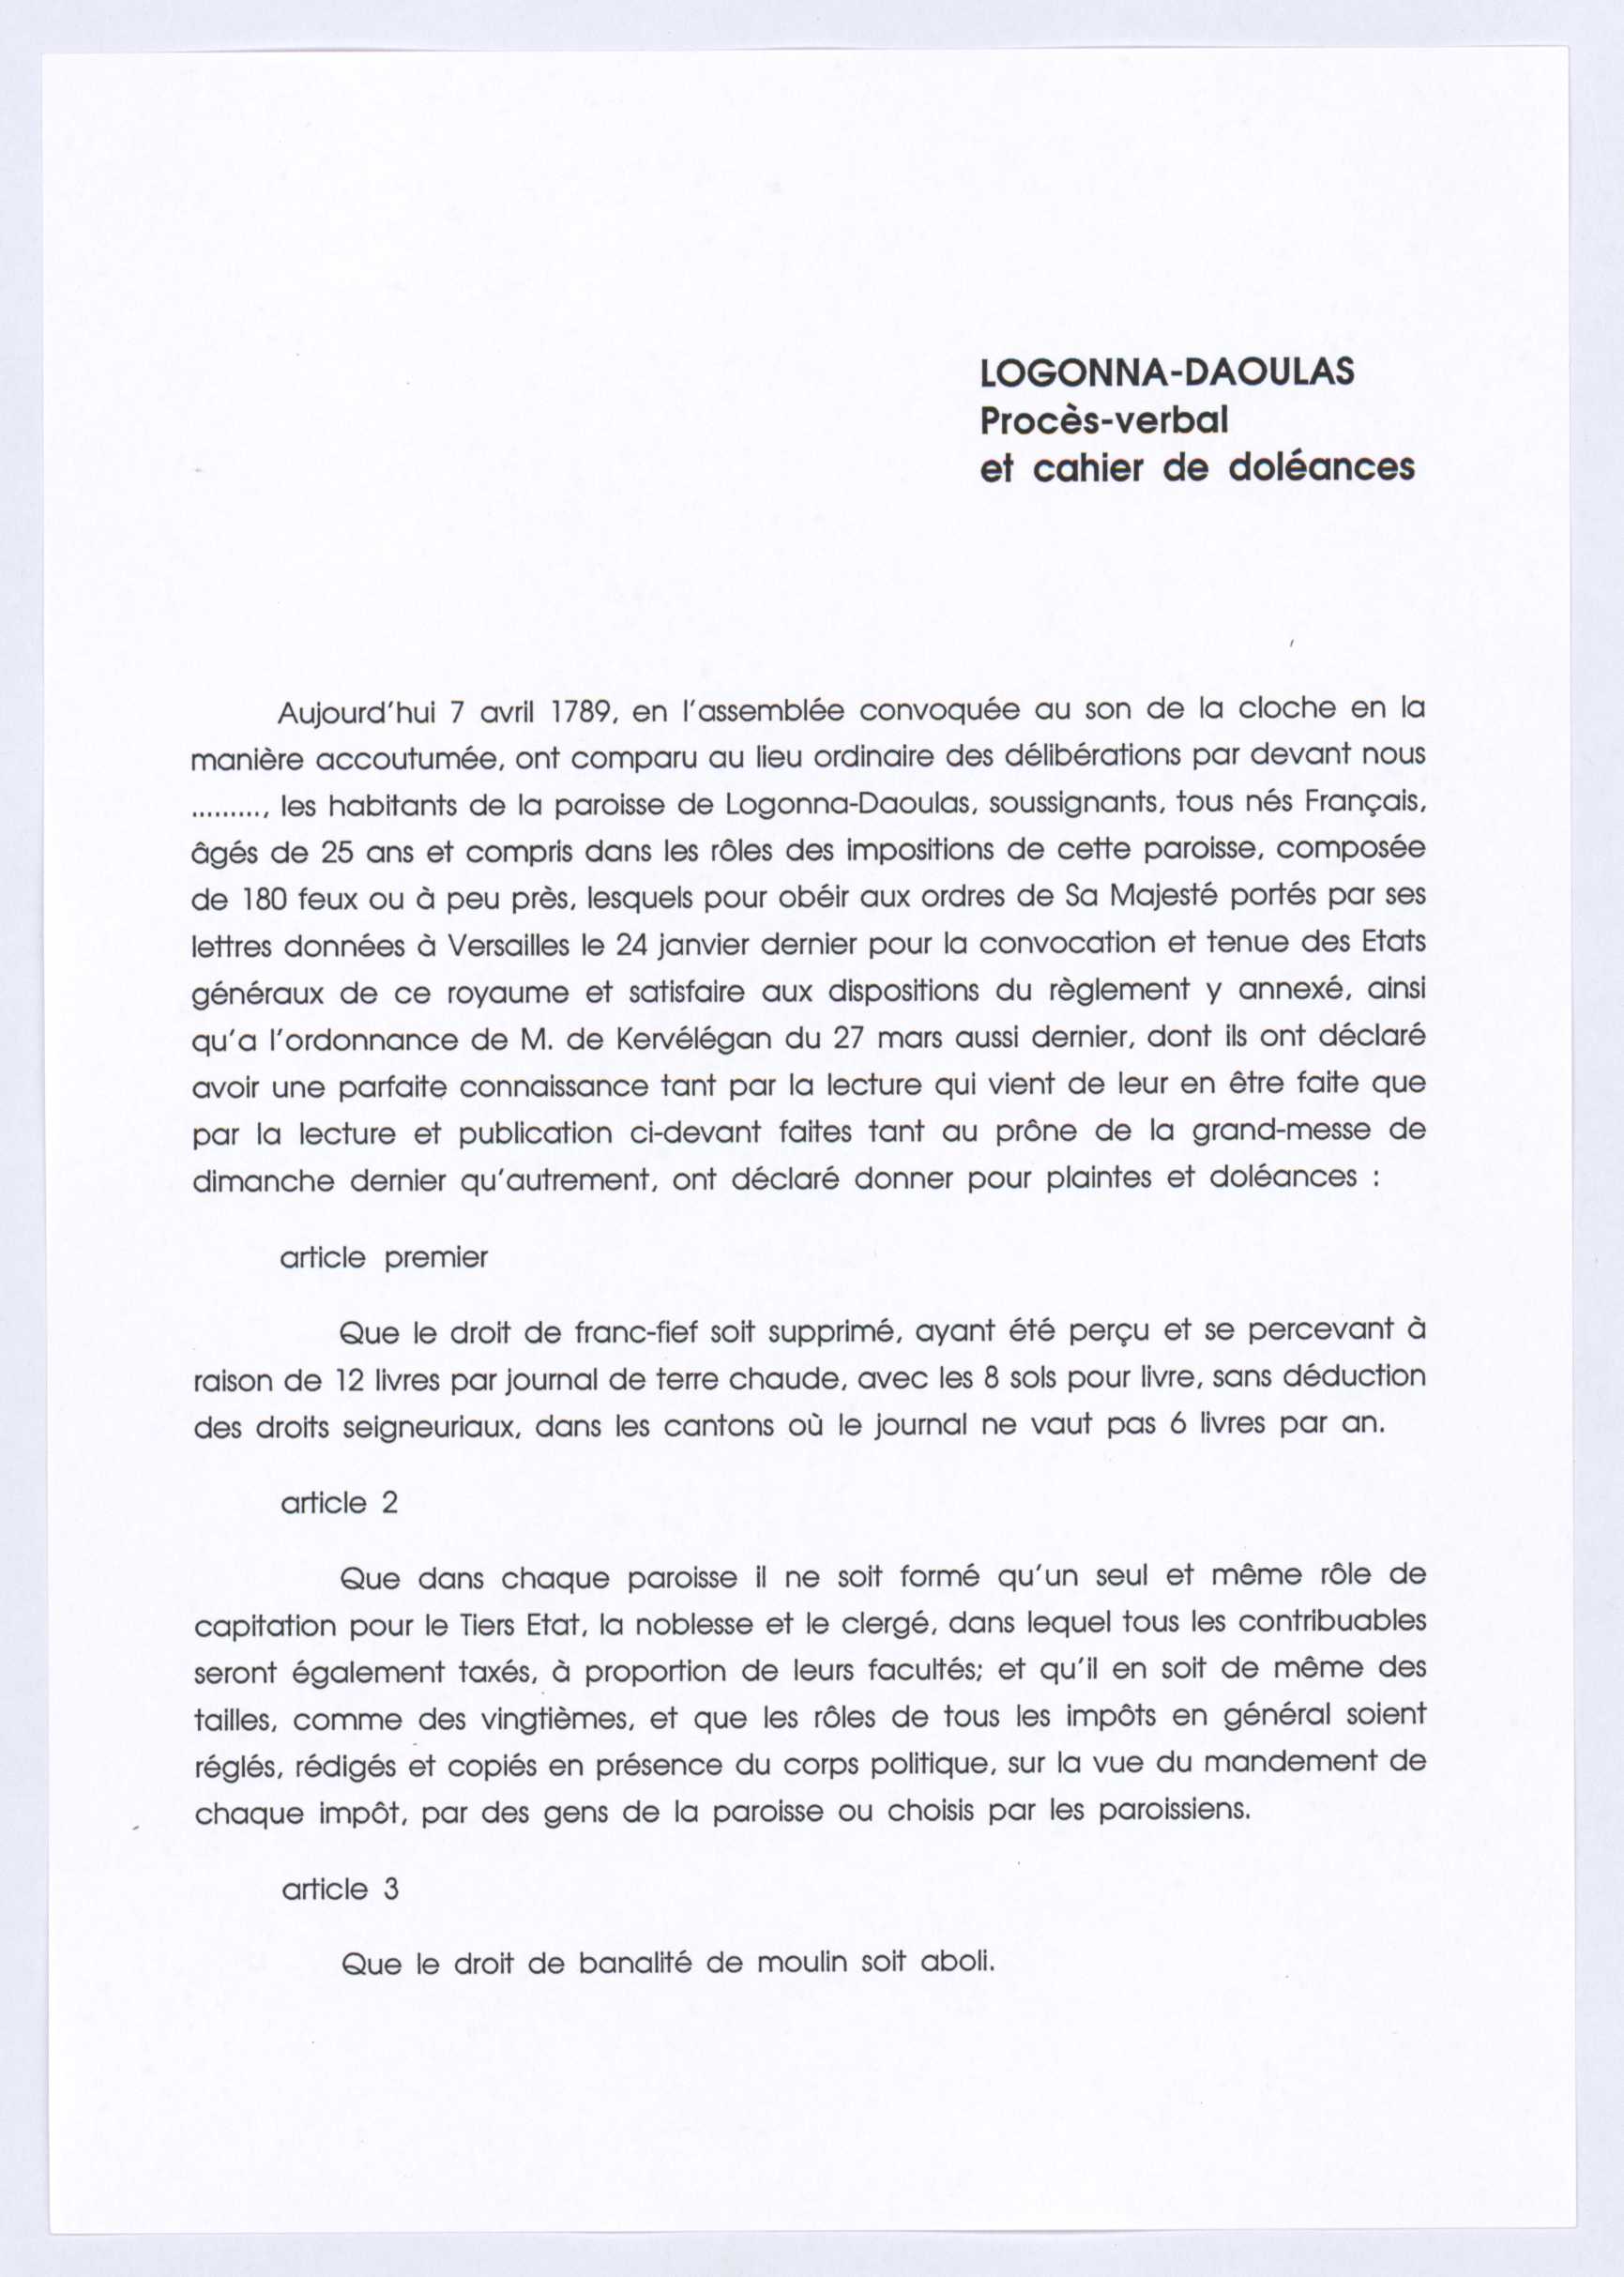 LOGONNA-DAOULAS
Procès-verbal
et cahier de doléances
Aujourd'hui 7 avril 1789, en l'assemblée convoquée au son de la cloche en la
manière accoutumée, ont comparu au lieu ordinaire des délibérations par devant nous
........., les habitants de la paroisse de Logonna-Daoulas, soussignants, tous nés Français,
âgés de 25 ans et compris dans les rôles des impositions de cette paroisse, composée
de 180 feux ou à peu près, lesquels pour obéir aux ordres de Sa Majesté portés par ses
lettres données à Versailles le 24 janvier dernier pour la convocation et tenue des Etats
généraux de ce royaume et satisfaire aux dispositions du règlement y annexé, ainsi
qu'a l'ordonnance de M. de Kervélégan du 27 mars aussi dernier, dont ils ont déclaré
avoir une parfaite connaissance tant par la lecture qui vient de leur en être faite que
par la lecture et publication ci-devant faites tant au prône de la grand-messe de
dimanche dernier qu'autrement, ont déclaré donner pour plaintes et doléances :
article premier
Que le droit de franc-fief soit supprimé, ayant été perçu et se percevant à
raison de 12 livres par journal de terre chaude, avec les 8 sols pour livre, sans déduction
des droits seigneuriaux, dans les cantons où le journal ne vaut pas 6 livres par an.
article 2
Que dans chaque paroisse il ne soit formé qu'un seul et même rôle de
capitation pour le Tiers Etat, la noblesse et le clergé, dans lequel tous les contribuables
seront également taxés, à proportion de leurs facultés; et qu'il en soit de même des
tailles, comme des vingtièmes, et que les rôles de tous les impôts en général soient
réglés, rédigés et copiés en présence du corps politique, sur la vue du mandement de
chaque impôt, par des gens de la paroisse ou choisis par les paroissiens.
article 3
Que le droit de banalité de moulin soit aboli.